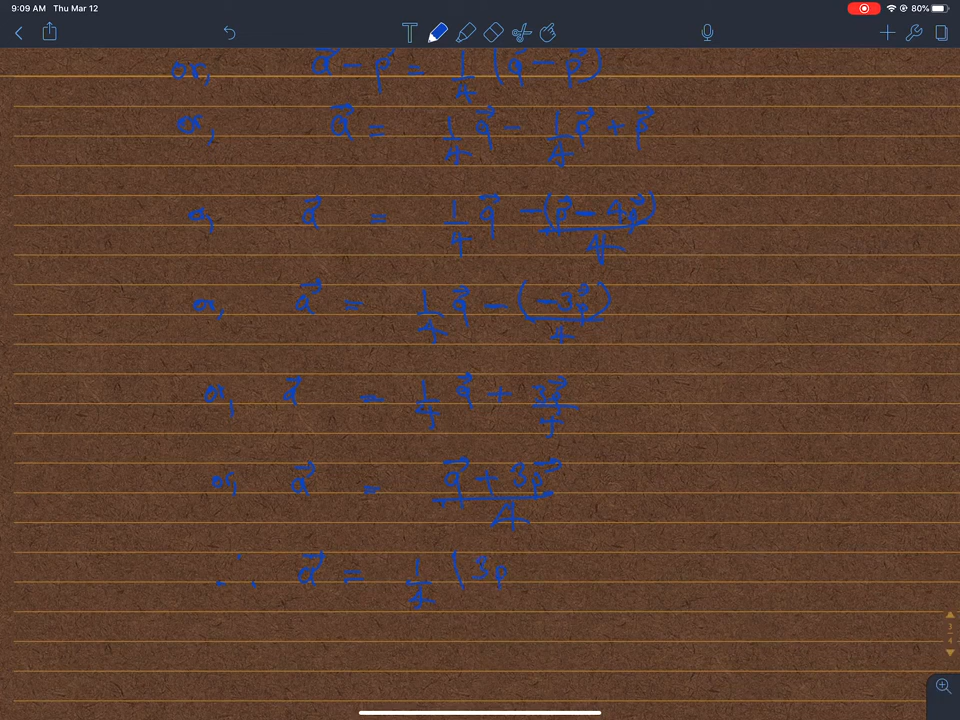 9:09 AM Thu Mar 12 80%
T
or, a⃗ - p⃗ = 1/4 (q⃗ - p⃗)
or, a⃗ = 1/4 q⃗ - 1/4 p⃗ + p⃗
or, a⃗ = 1/4 q⃗ - (p⃗ - 4p⃗)/4
or, a⃗ = 1/4 q⃗ - (-3p⃗)/4
or, a⃗ = 1/4 q⃗ + 3p⃗/4
or, a⃗ = (q⃗ + 3p⃗)/4
∴ a⃗ = 1/4 (3p